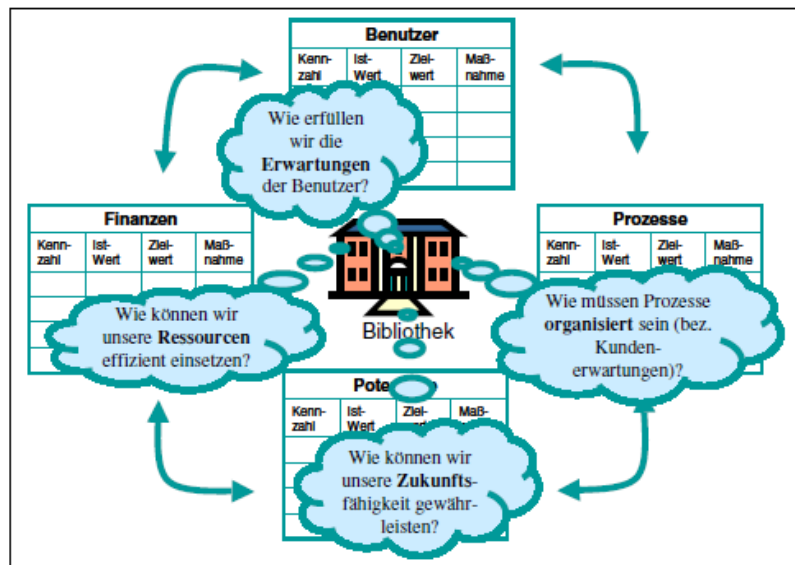 Benutzer
Kenn-
zahl
Ist-
Wert
Ziel-
wert
Maß-
nahme
Wie erfüllen
wir die
Erwartungen
der Benutzer?
Finanzen
Kenn-
zahl
Ist-
Wert
Ziel-
wert
Maß-
nahme
Wie können wir
unsere Ressourcen
effizient einsetzen?
Bibliothek
Prozesse
Kenn-
zahl
Ist-
Wert
Ziel-
wert
Maß-
nahme
Wie müssen Prozesse
organisiert sein (bez.
Kunden-
erwartungen)?
Kenn-
zahl
Ist-
Wert
Ziel-
Maß-
Wie können wir
unsere Zukunfts-
fähigkeit gewähr-
leisten?